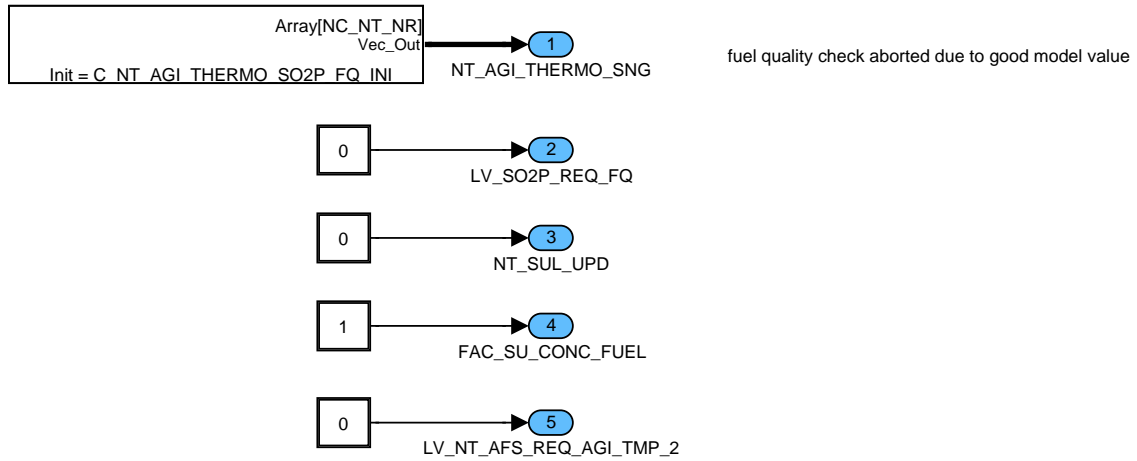 Array[NC_NT_NR]
Vec_Out
Init = C_NT_AGI_THERMO_SO2P_FQ_INI
1
NT_AGI_THERMO_SNG
fuel quality check aborted due to good model value
0
2
LV_SO2P_REQ_FQ
0
3
NT_SUL_UPD
1
4
FAC_SU_CONC_FUEL
0
5
LV_NT_AFS_REQ_AGI_TMP_2